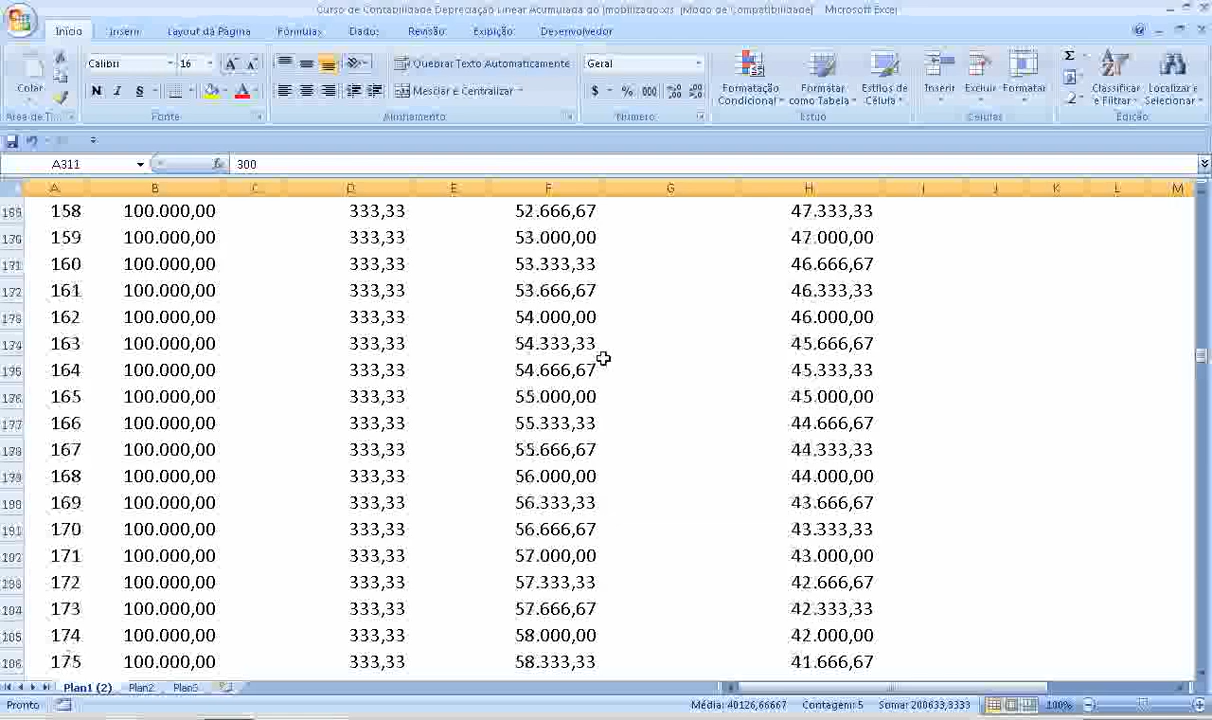 Curso de Contabilidade Depreciação Linear Acumulada do Imobilizado.xls [Modo de Compatibilidade] Microsoft Excel
Início Inserir Layout da Página Fórmulas Dados Revisão Exibição Desenvolvedor
Calibri 16 Quebrar Texto Automaticamente Geral
Colar N I S Mesclar e Centralizar $ % 000 Formatação Condicional Formatar como Tabela Estilos de Célula Inserir Excluir Formatar Σ Classificar e Filtrar Localizar e Selecionar
Área de T... Fonte Alinhamento Número Estilo Células Edição
A311 fx 300
A B C D E F G H I J K L M
158 100.000,00 333,33 52.666,67 47.333,33
159 100.000,00 333,33 53.000,00 47.000,00
160 100.000,00 333,33 53.333,33 46.666,67
161 100.000,00 333,33 53.666,67 46.333,33
162 100.000,00 333,33 54.000,00 46.000,00
163 100.000,00 333,33 54.333,33 45.666,67
164 100.000,00 333,33 54.666,67 45.333,33
165 100.000,00 333,33 55.000,00 45.000,00
166 100.000,00 333,33 55.333,33 44.666,67
167 100.000,00 333,33 55.666,67 44.333,33
168 100.000,00 333,33 56.000,00 44.000,00
169 100.000,00 333,33 56.333,33 43.666,67
170 100.000,00 333,33 56.666,67 43.333,33
171 100.000,00 333,33 57.000,00 43.000,00
172 100.000,00 333,33 57.333,33 42.666,67
173 100.000,00 333,33 57.666,67 42.333,33
174 100.000,00 333,33 58.000,00 42.000,00
175 100.000,00 333,33 58.333,33 41.666,67
Plan1 (2) Plan2 Plan3
Pronto Média: 40126,66667 Contagem: 5 Soma: 200633,3333 100%